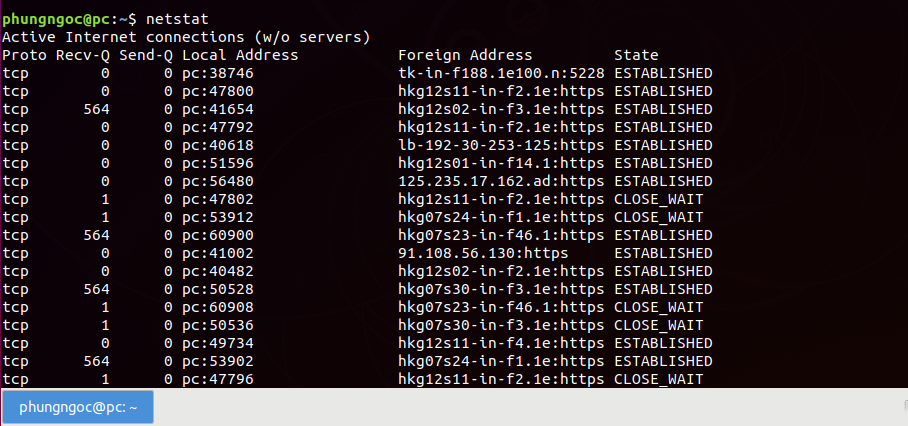 phungngoc@pc:~$ netstat
Active Internet connections (w/o servers)
Proto Recv-Q Send-Q Local Address           Foreign Address         State
tcp        0      0 pc:38746                tk-in-f188.1e100.n:5228 ESTABLISHED
tcp        0      0 pc:47800                hkg12s11-in-f2.1e:https ESTABLISHED
tcp      564      0 pc:41654                hkg12s02-in-f3.1e:https ESTABLISHED
tcp        0      0 pc:47792                hkg12s11-in-f2.1e:https ESTABLISHED
tcp        0      0 pc:40618                lb-192-30-253-125:https ESTABLISHED
tcp        0      0 pc:51596                hkg12s01-in-f14.1:https ESTABLISHED
tcp        0      0 pc:56480                125.235.17.162.ad:https ESTABLISHED
tcp        1      0 pc:47802                hkg12s11-in-f2.1e:https CLOSE_WAIT
tcp        1      0 pc:53912                hkg07s24-in-f1.1e:https CLOSE_WAIT
tcp      564      0 pc:60900                hkg07s23-in-f46.1:https ESTABLISHED
tcp        0      0 pc:41002                91.108.56.130:https     ESTABLISHED
tcp        0      0 pc:40482                hkg12s02-in-f2.1e:https ESTABLISHED
tcp      564      0 pc:50528                hkg07s30-in-f3.1e:https ESTABLISHED
tcp        1      0 pc:60908                hkg07s23-in-f46.1:https CLOSE_WAIT
tcp        1      0 pc:50536                hkg07s30-in-f3.1e:https CLOSE_WAIT
tcp        0      0 pc:49734                hkg12s11-in-f4.1e:https ESTABLISHED
tcp      564      0 pc:53902                hkg07s24-in-f1.1e:https ESTABLISHED
tcp        1      0 pc:47796                hkg12s11-in-f2.1e:https CLOSE_WAIT
phungngoc@pc: ~